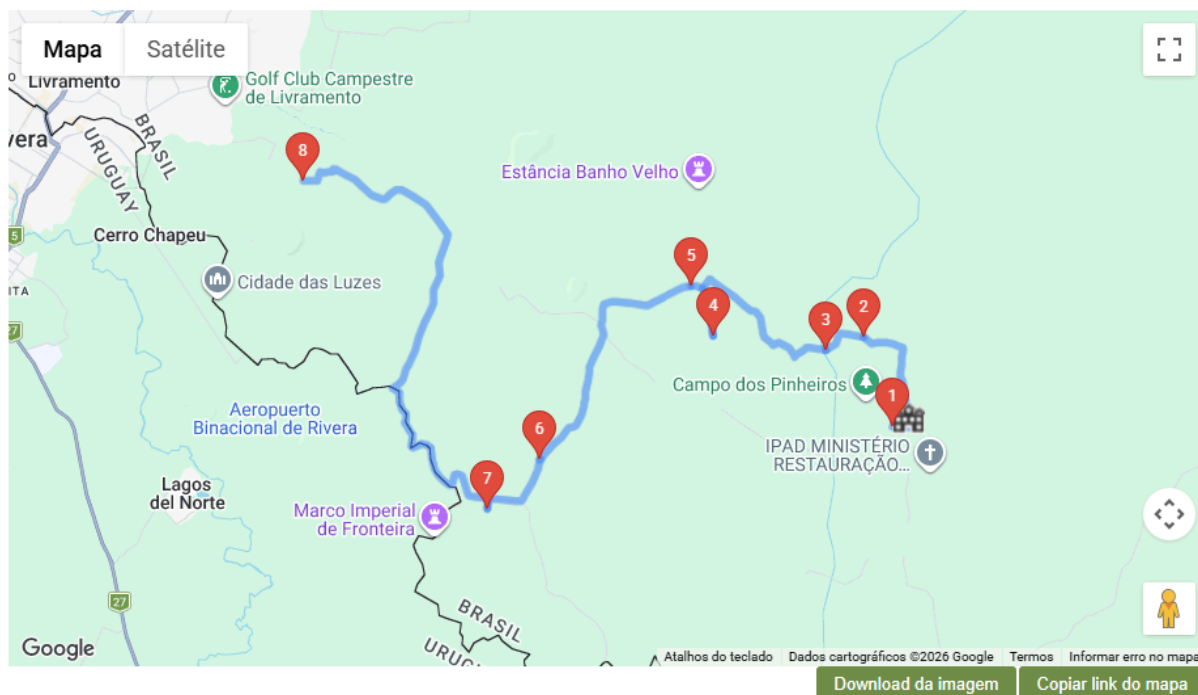 Mapa
Satélite
Golf Club Campestre
de Livramento
Livramento
vera
BRASIL
URUGUAY
8
Estância Banho Velho
5
Cerro Chapeu
Cidade das Luzes
ITA
27
5
4
3
2
Campo dos Pinheiros
1
Aeropuerto
Binacional de Rivera
6
IPAD MINISTÉRIO
RESTAURAÇÃO...
7
Lagos
del Norte
Marco Imperial
de Fronteira
27
BRASIL
URUGU
Google
Atalhos do teclado
Dados cartográficos ©2026 Google
Termos
Informar erro no mapa
Download da imagem
Copiar link do mapa